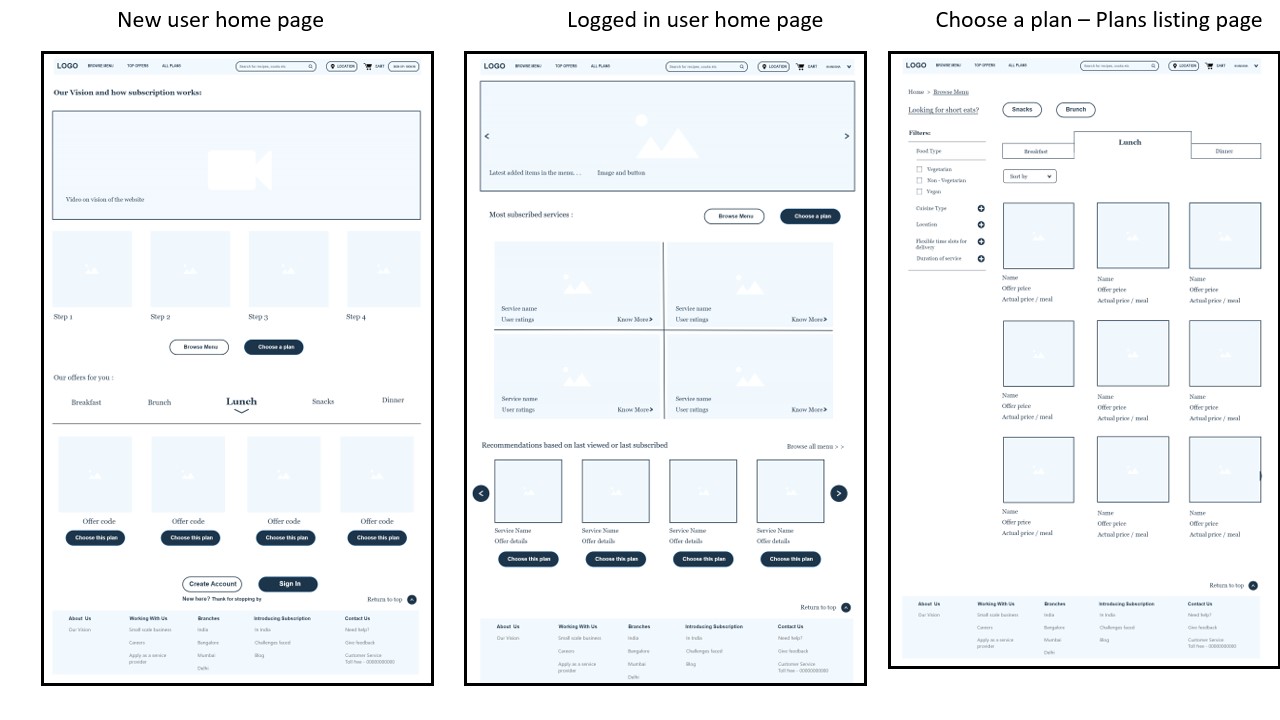 New user home page
LOGO BROWSE MENU TOP OFFERS ALL PLANS Search for recipes, cooks etc LOCATION CART SIGN UP / SIGN IN
Our Vision and how subscription works:
Video on vision of the website
Step 1 Step 2 Step 3 Step 4
Browse Menu Choose a plan
Our offers for you :
Breakfast Brunch Lunch Snacks Dinner
Offer code Offer code Offer code Offer code
Choose this plan Choose this plan Choose this plan Choose this plan
Create Account Sign In
New here? Thank for stopping by
Return to top
About Us Working With Us Branches Introducing Subscription Contact Us
Our Vision Small scale business India In India Need help?
Careers Bangalore Challenges faced Give feedback
Apply as a service provider Mumbai Blog Customer Service
Toll free - 00000000000
Delhi
Logged in user home page
LOGO BROWSE MENU TOP OFFERS ALL PLANS Search for recipes, cooks etc LOCATION CART
Latest added items in the menu. . . Image and button
Most subscribed services : Browse Menu Choose a plan
Service name Service name
User ratings Know More> User ratings Know More>
Service name Service name
User ratings Know More> User ratings Know More>
Recommendations based on last viewed or last subscribed Browse all menu > >
Service Name Service Name Service Name Service Name
Offer details Offer details Offer details Offer details
Choose this plan Choose this plan Choose this plan Choose this plan
Return to top
About Us Working With Us Branches Introducing Subscription Contact Us
Our Vision Small scale business India In India Need help?
Careers Bangalore Challenges faced Give feedback
Apply as a service provider Mumbai Blog Customer Service
Toll free - 00000000000
Delhi
Choose a plan – Plans listing page
LOGO BROWSE MENU TOP OFFERS ALL PLANS Search for recipes, cooks etc LOCATION CART
Home > Browse Menu
Looking for short eats? Snacks Brunch
Filters:
Food Type
Vegetarian
Non - Vegetarian
Vegan
Cuisine Type
Location
Flexible time slots for
delivery
Duration of service
Breakfast Lunch Dinner
Sort by
Name Name Name
Offer price Offer price Offer price
Actual price / meal Actual price / meal Actual price / meal
Name Name Name
Offer price Offer price Offer price
Actual price / meal Actual price / meal Actual price / meal
Name Name Name
Offer price Offer price Offer price
Actual price / meal Actual price / meal Actual price / meal
Return to top
About Us Working With Us Branches Introducing Subscription Contact Us
Our Vision Small scale business India In India Need help?
Careers Bangalore Challenges faced Give feedback
Apply as a service provider Mumbai Blog Customer Service
Toll free - 00000000000
Delhi